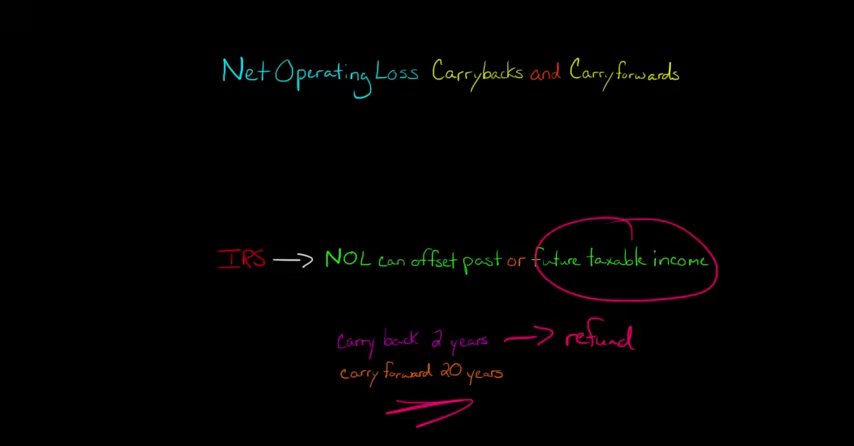 Net Operating Loss Carrybacks and Carryforwards
IRS → NOL can offset past or future taxable income
carry back 2 years → refund
carry forward 20 years